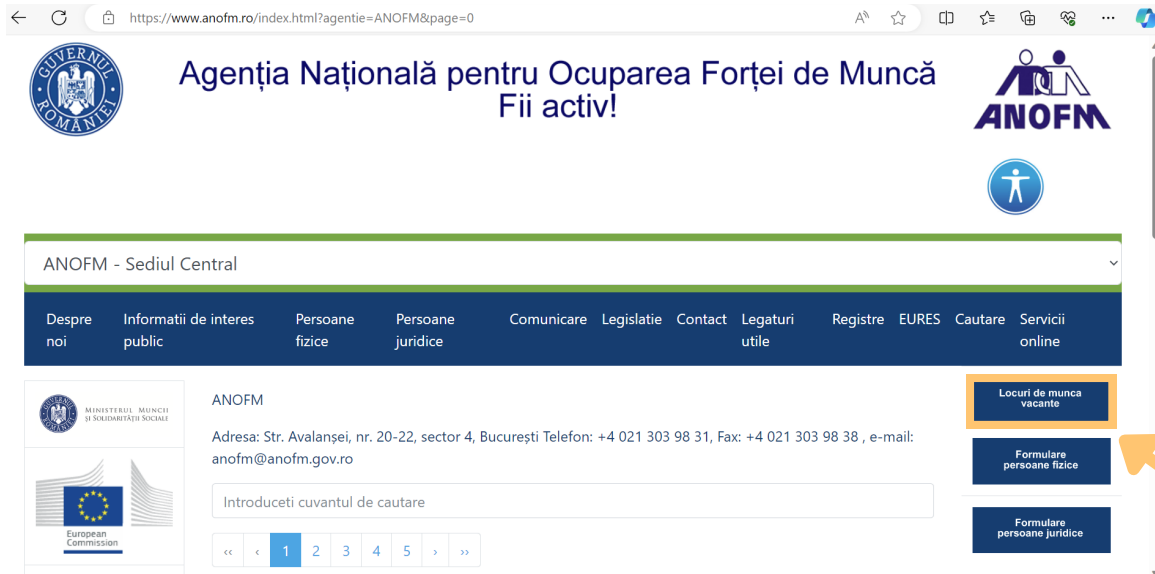 https://www.anofm.ro/index.html?agentie=ANOFM&page=0
GUVERNUL ROMÂNIEI
Agenția Națională pentru Ocuparea Forței de Muncă
Fii activ!
ANOFM
ANOFM - Sediul Central
Despre noi
Informatii de interes public
Persoane fizice
Persoane juridice
Comunicare
Legislatie
Contact
Legaturi utile
Registre
EURES
Cautare
Servicii online
MINISTERUL MUNCII
ȘI SOLIDARITĂȚII SOCIALE
European
Commission
ANOFM
Adresa: Str. Avalanșei, nr. 20-22, sector 4, București Telefon: +4 021 303 98 31, Fax: +4 021 303 98 38 , e-mail:
anofm@anofm.gov.ro
Introduceti cuvantul de cautare
‹‹ ‹ 1 2 3 4 5 › ››
Locuri de munca
vacante
Formulare
persoane fizice
Formulare
persoane juridice